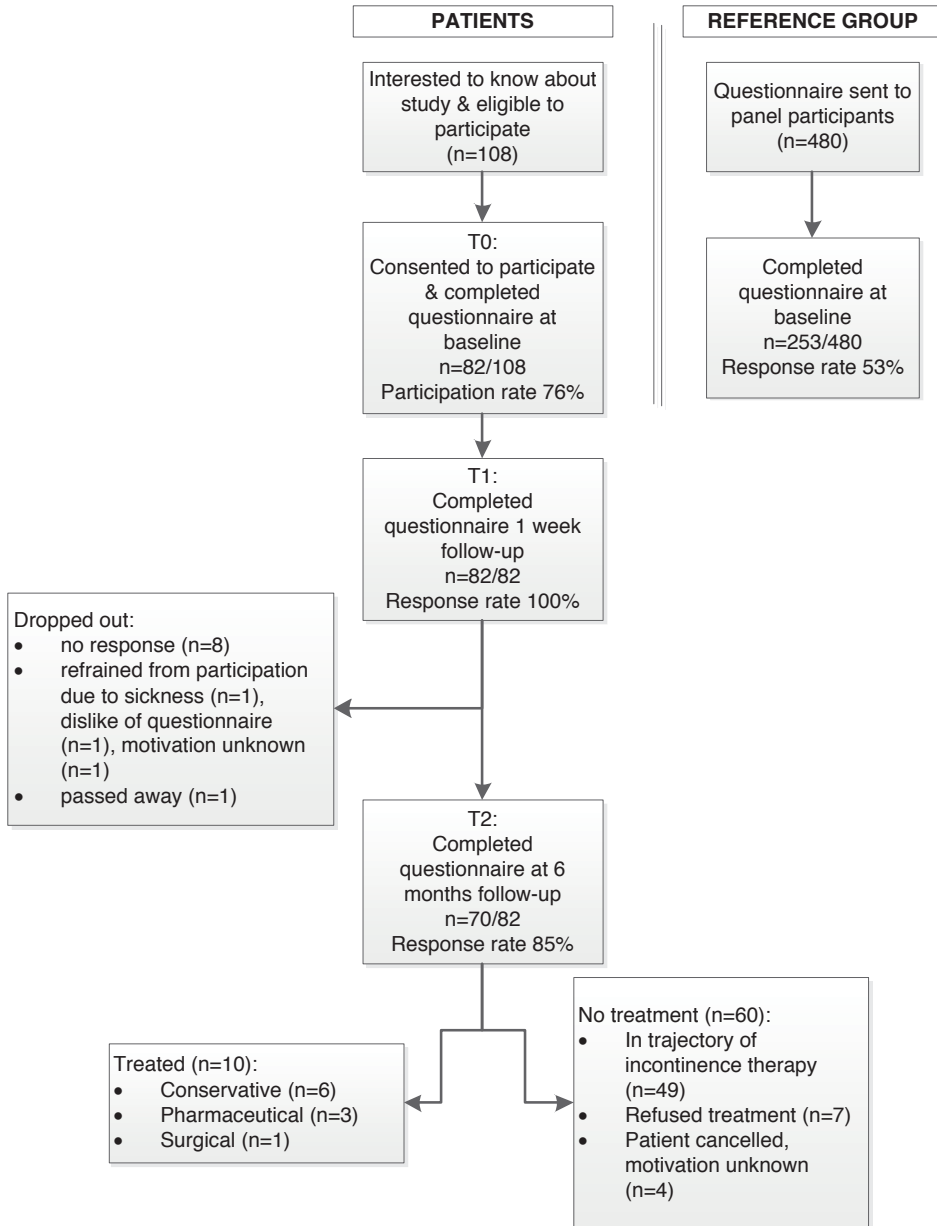 PATIENTS
REFERENCE GROUP
Interested to know about
study & eligible to
participate
(n=108)
Questionnaire sent to
panel participants
(n=480)
T0:
Consented to participate
& completed
questionnaire at
baseline
n=82/108
Participation rate 76%
Completed
questionnaire at
baseline
n=253/480
Response rate 53%
T1:
Completed
questionnaire 1 week
follow-up
n=82/82
Response rate 100%
Dropped out:
• no response (n=8)
• refrained from participation
due to sickness (n=1),
dislike of questionnaire
(n=1), motivation unknown
(n=1)
• passed away (n=1)
T2:
Completed
questionnaire at 6
months follow-up
n=70/82
Response rate 85%
Treated (n=10):
• Conservative (n=6)
• Pharmaceutical (n=3)
• Surgical (n=1)
No treatment (n=60):
• In trajectory of
incontinence therapy
(n=49)
• Refused treatment (n=7)
• Patient cancelled,
motivation unknown
(n=4)